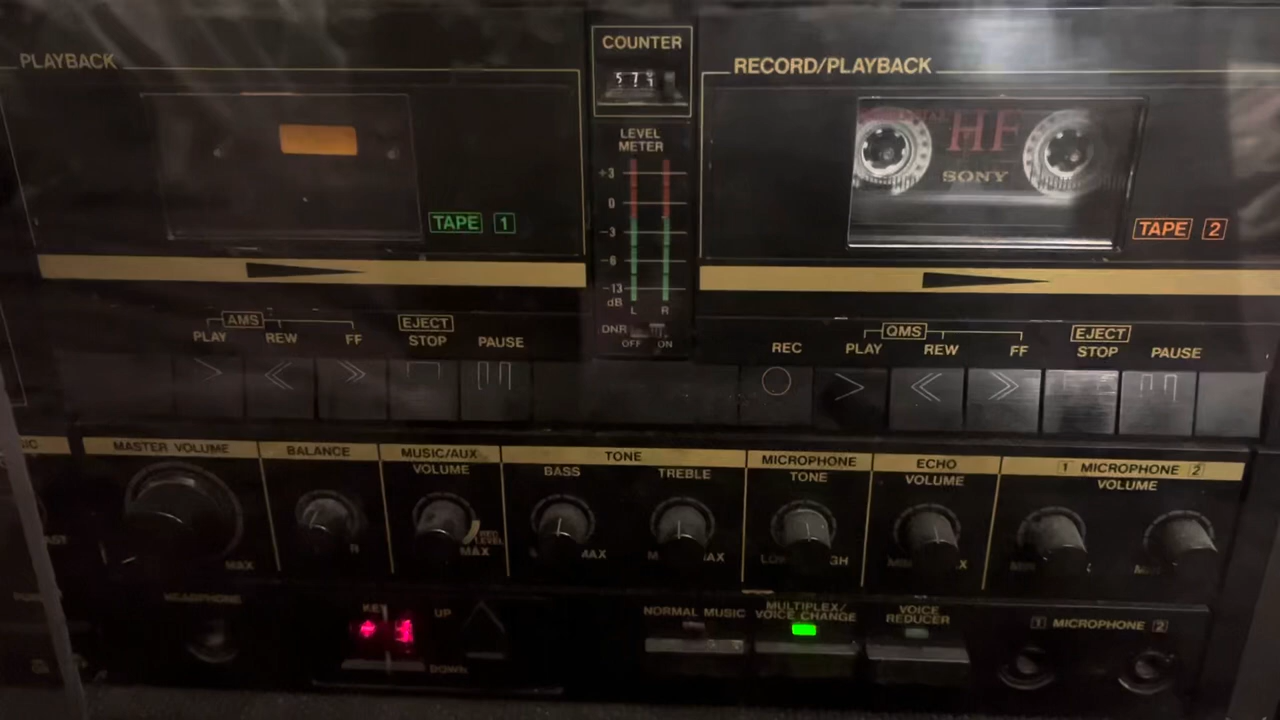 PLAYBACK
COUNTER
RECORD/PLAYBACK
LEVEL
METER
HF
SONY
+3
0
-3
-6
-13
dB
L R
TAPE 1
TAPE 2
DNR
OFF ON
AMS
PLAY REW FF
EJECT
STOP
PAUSE
REC
QMS
PLAY REW FF
EJECT
STOP
PAUSE
MASTER VOLUME
MAX
BALANCE
R
MUSIC/AUX
VOLUME
REC
LEVEL
MAX
TONE
BASS TREBLE
MICROPHONE
TONE
ECHO
VOLUME
1 MICROPHONE 2
VOLUME
HEADPHONE
KEY
UP
DOWN
NORMAL MUSIC
MULTIPLEX/
VOICE CHANGE
VOICE
REDUCER
1 MICROPHONE 2